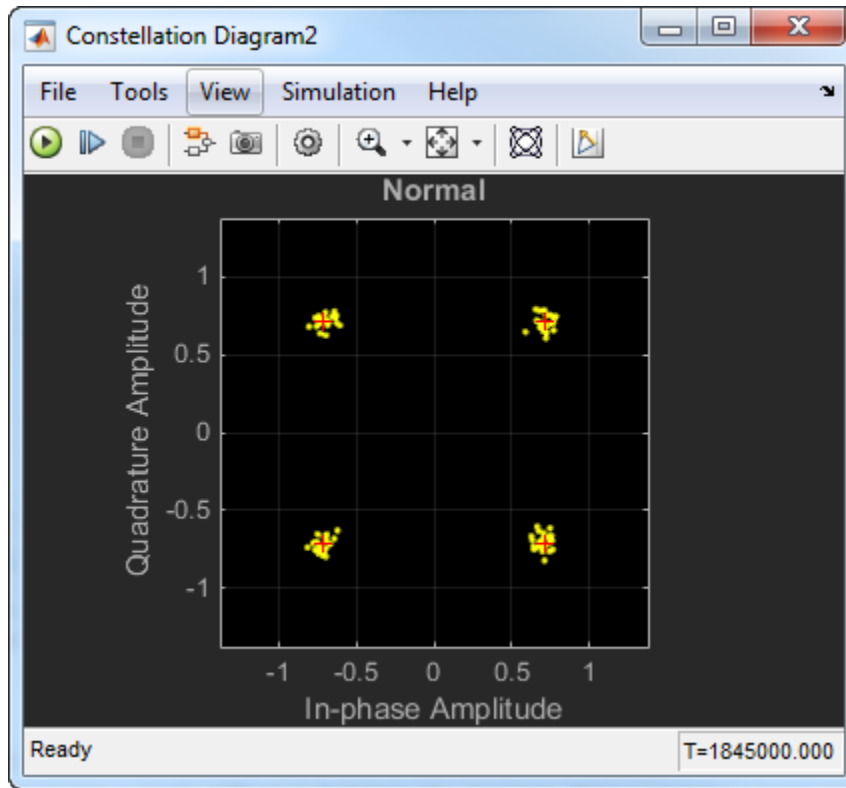 Constellation Diagram2
File Tools View Simulation Help
Normal
1
0.5
0
-0.5
-1
Quadrature Amplitude
-1 -0.5 0 0.5 1
In-phase Amplitude
Ready T=1845000.000